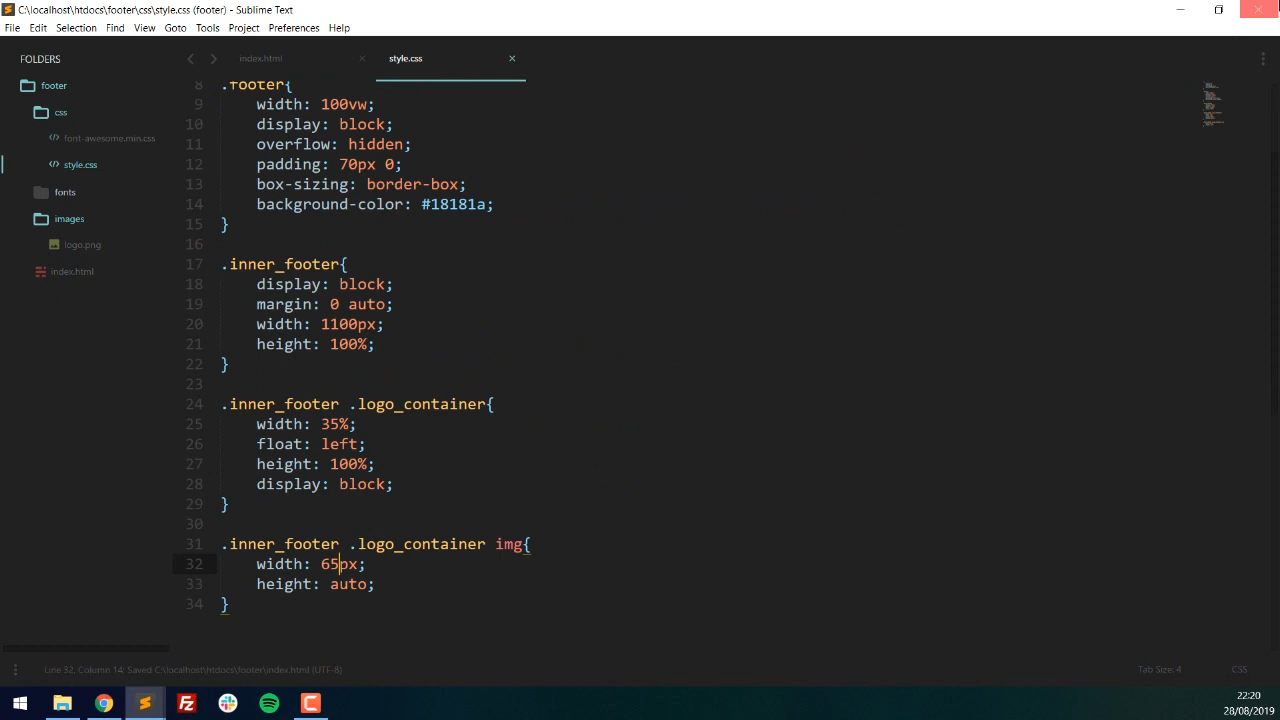 C:\localhost\htdocs\footer\css\style.css (footer) - Sublime Text
File Edit Selection Find View Goto Tools Project Preferences Help
FOLDERS
footer
css
font-awesome.min.css
style.css
fonts
images
logo.png
index.html
index.html style.css
8 .footer{
9 width: 100vw;
10 display: block;
11 overflow: hidden;
12 padding: 70px 0;
13 box-sizing: border-box;
14 background-color: #18181a;
15 }
16
17 .inner_footer{
18 display: block;
19 margin: 0 auto;
20 width: 1100px;
21 height: 100%;
22 }
23
24 .inner_footer .logo_container{
25 width: 35%;
26 float: left;
27 height: 100%;
28 display: block;
29 }
30
31 .inner_footer .logo_container img{
32 width: 65px;
33 height: auto;
34 }
Line 32, Column 14; Saved C:\localhost\htdocs\footer\index.html (UTF-8) Tab Size: 4 CSS
22:20
28/08/2019